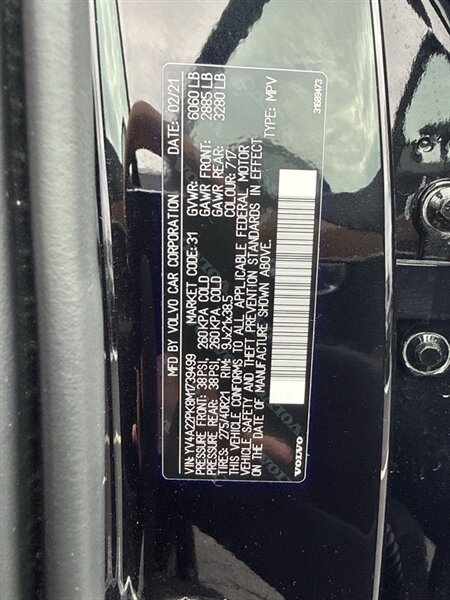 MFD BY VOLVO CAR CORPORATION DATE: 02/21
VIN: YV4A22PK8M1739499 MARKET CODE: 31 GVWR: 6060 LB
PRESSURE FRONT: 38PSI, 260KPA COLD GAWR FRONT: 2885 LB
PRESSURE REAR: 38PSI, 260KPA COLD GAWR REAR: 3280 LB
TIRES: 275/40R21 RIM: 9Jx21x38.5 COLOUR: 717
THIS VEHICLE CONFORMS TO ALL APPLICABLE FEDERAL MOTOR
VEHICLE SAFETY AND THEFT PREVENTION STANDARDS IN EFFECT
ON THE DATE OF MANUFACTURE SHOWN ABOVE. TYPE: MPV
VOLVO 31689473